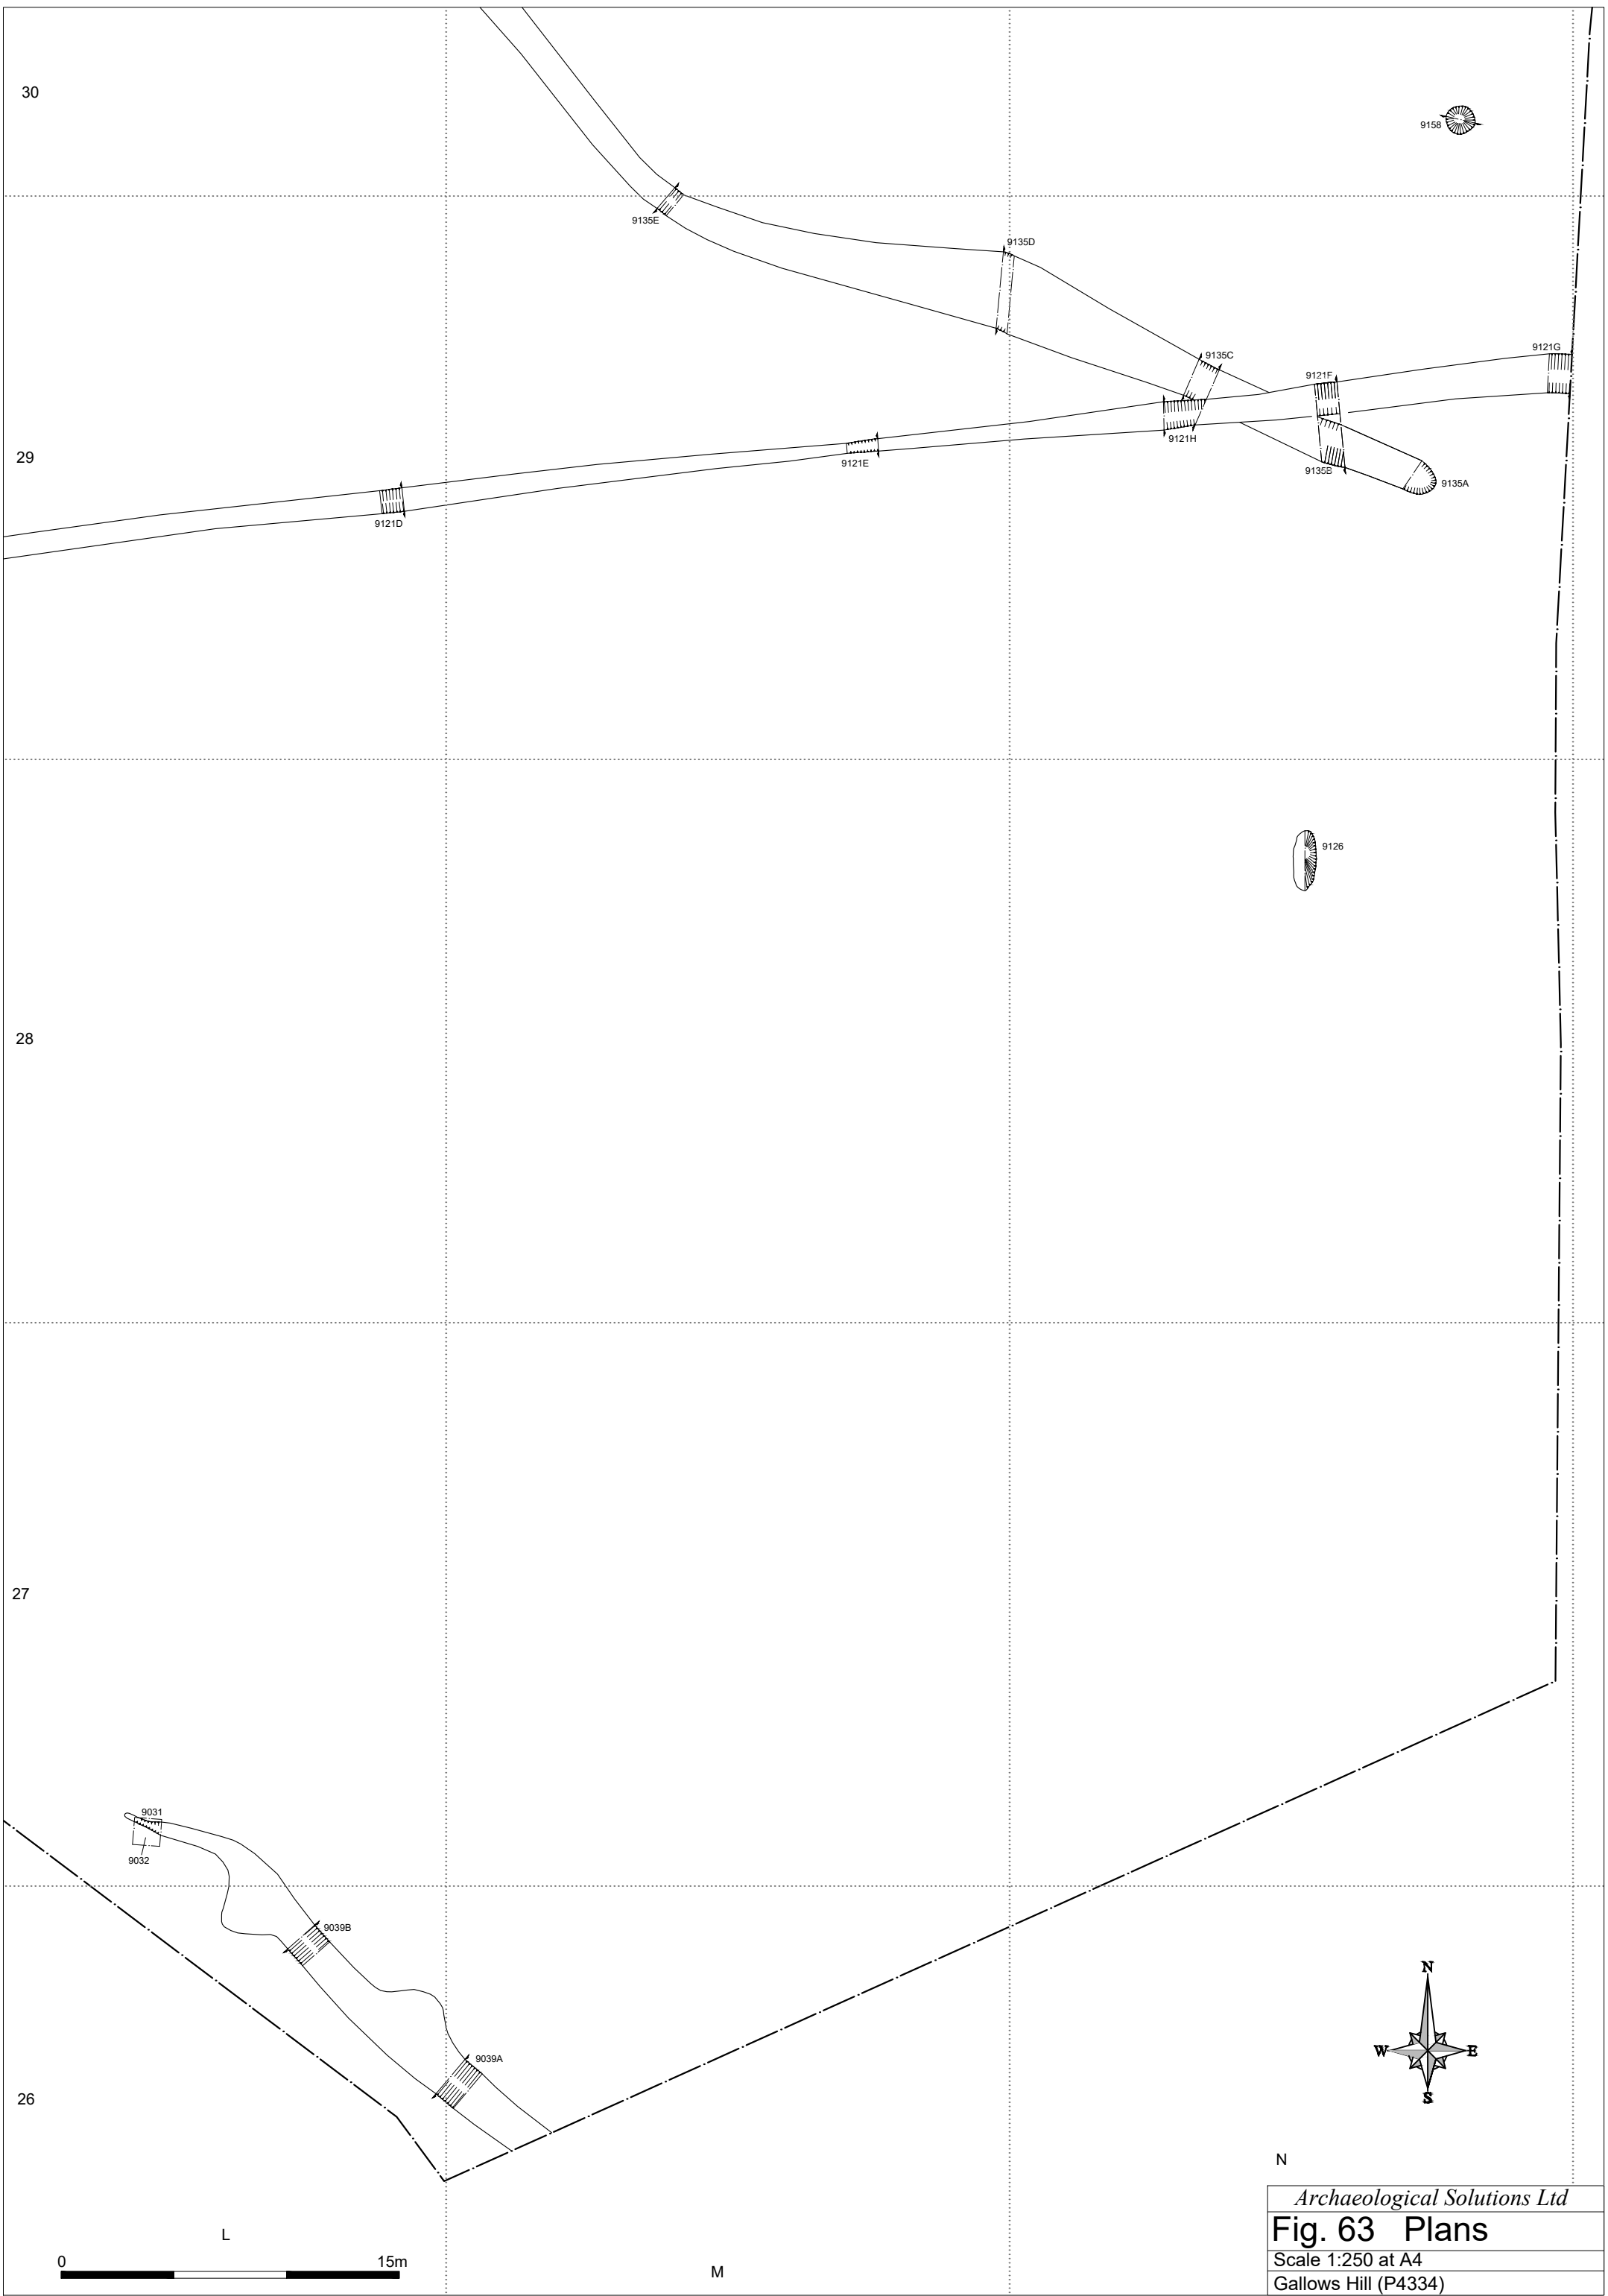 30
9158
9135E
9135D
9121G
9135C
9121F
29
9121H
9121E
9135B
9135A
9121D
9126
28
27
9031
9032
9039B
N
W
E
S
9039A
26
N
Archaeological Solutions Ltd
Fig. 63 Plans
L
0
15m
Scale 1:250 at A4
M
Gallows Hill (P4334)